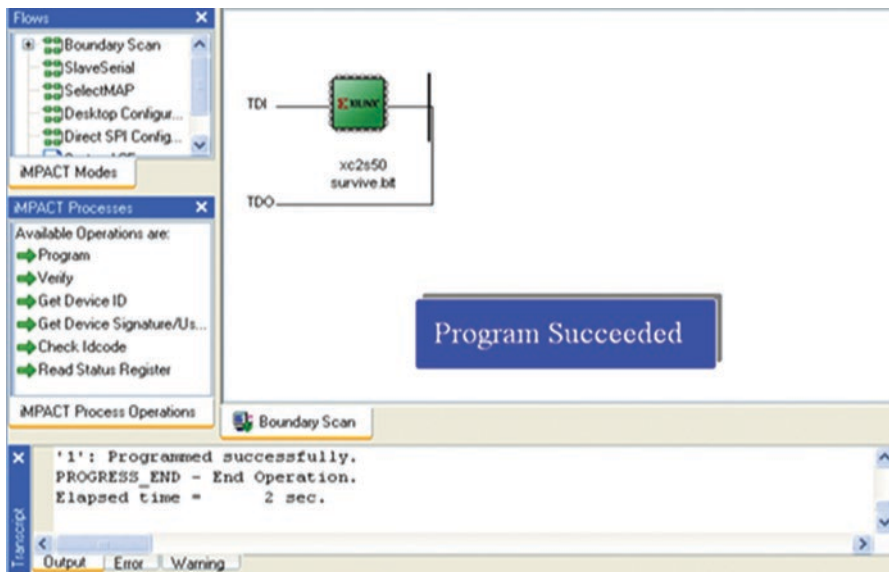 Flows
Boundary Scan
SlaveSerial
SelectMAP
Desktop Configur...
Direct SPI Config...
iMPACT Modes
iMPACT Processes
Available Operations are:
Program
Verify
Get Device ID
Get Device Signature/Us...
Check Idcode
Read Status Register
iMPACT Process Operations
TDI
XILINX
xc2s50
survive.bit
TDO
Program Succeeded
Boundary Scan
'1': Programmed successfully.
PROGRESS_END - End Operation.
Elapsed time = 2 sec.
Transcript
Output
Error
Warning